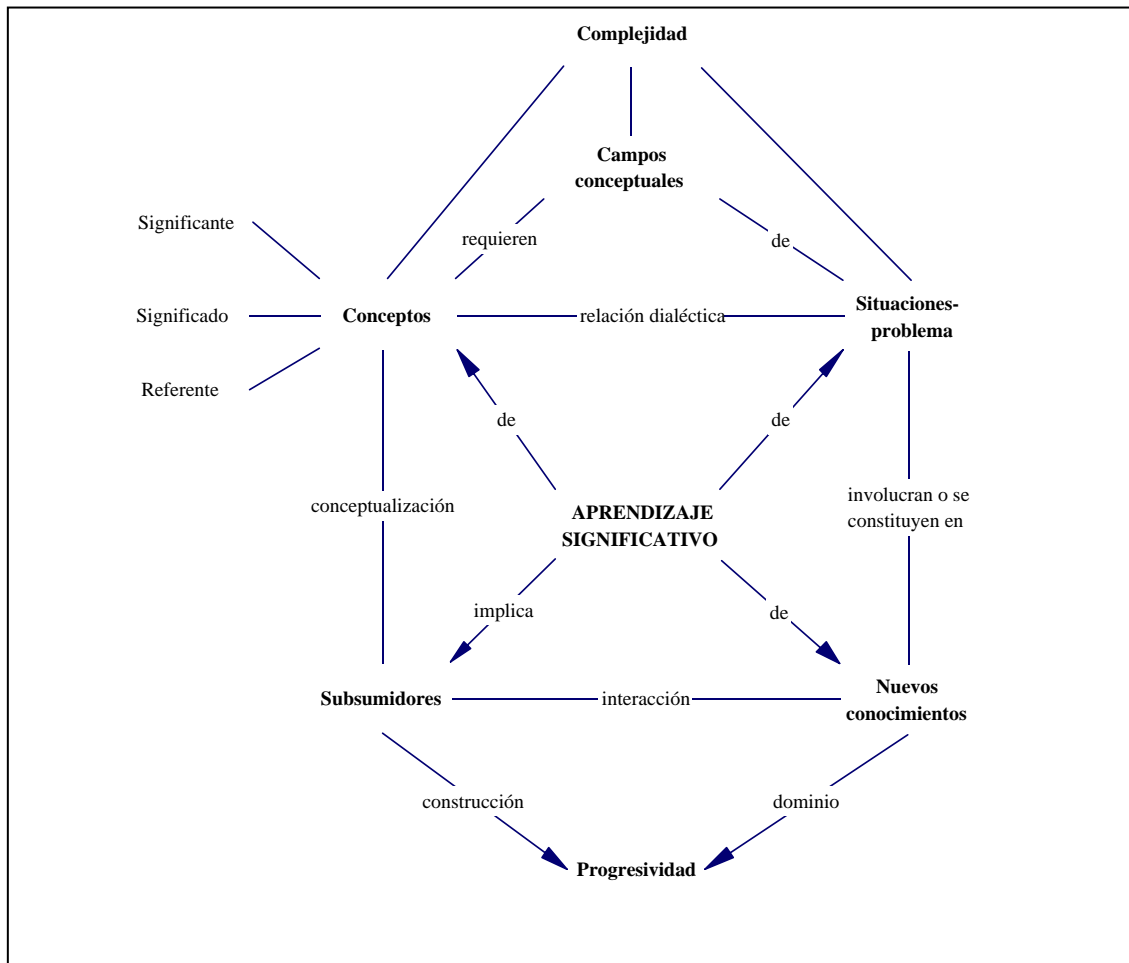 Complejidad
Campos
conceptuales
Significante
requieren
de
Significado
Conceptos
relación dialéctica
Situaciones-
problema
Referente
de
de
conceptualización
APRENDIZAJE
SIGNIFICATIVO
involucran o se
constituyen en
implica
de
Subsumidores
interacción
Nuevos
conocimientos
construcción
dominio
Progresividad